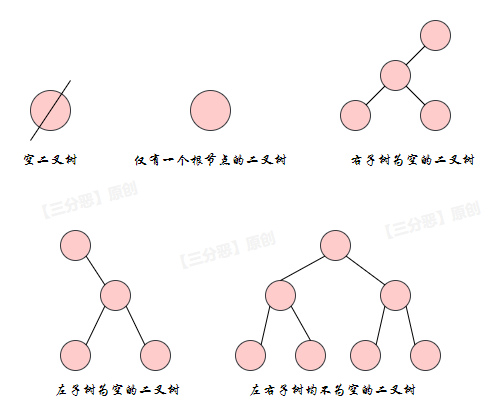 空二叉树
仅有一个根节点的二叉树
右子树为空的二叉树
【三分恶】原创
【三分恶】原创
【三分恶】原创
左子树为空的二叉树
左右子树均不为空的二叉树